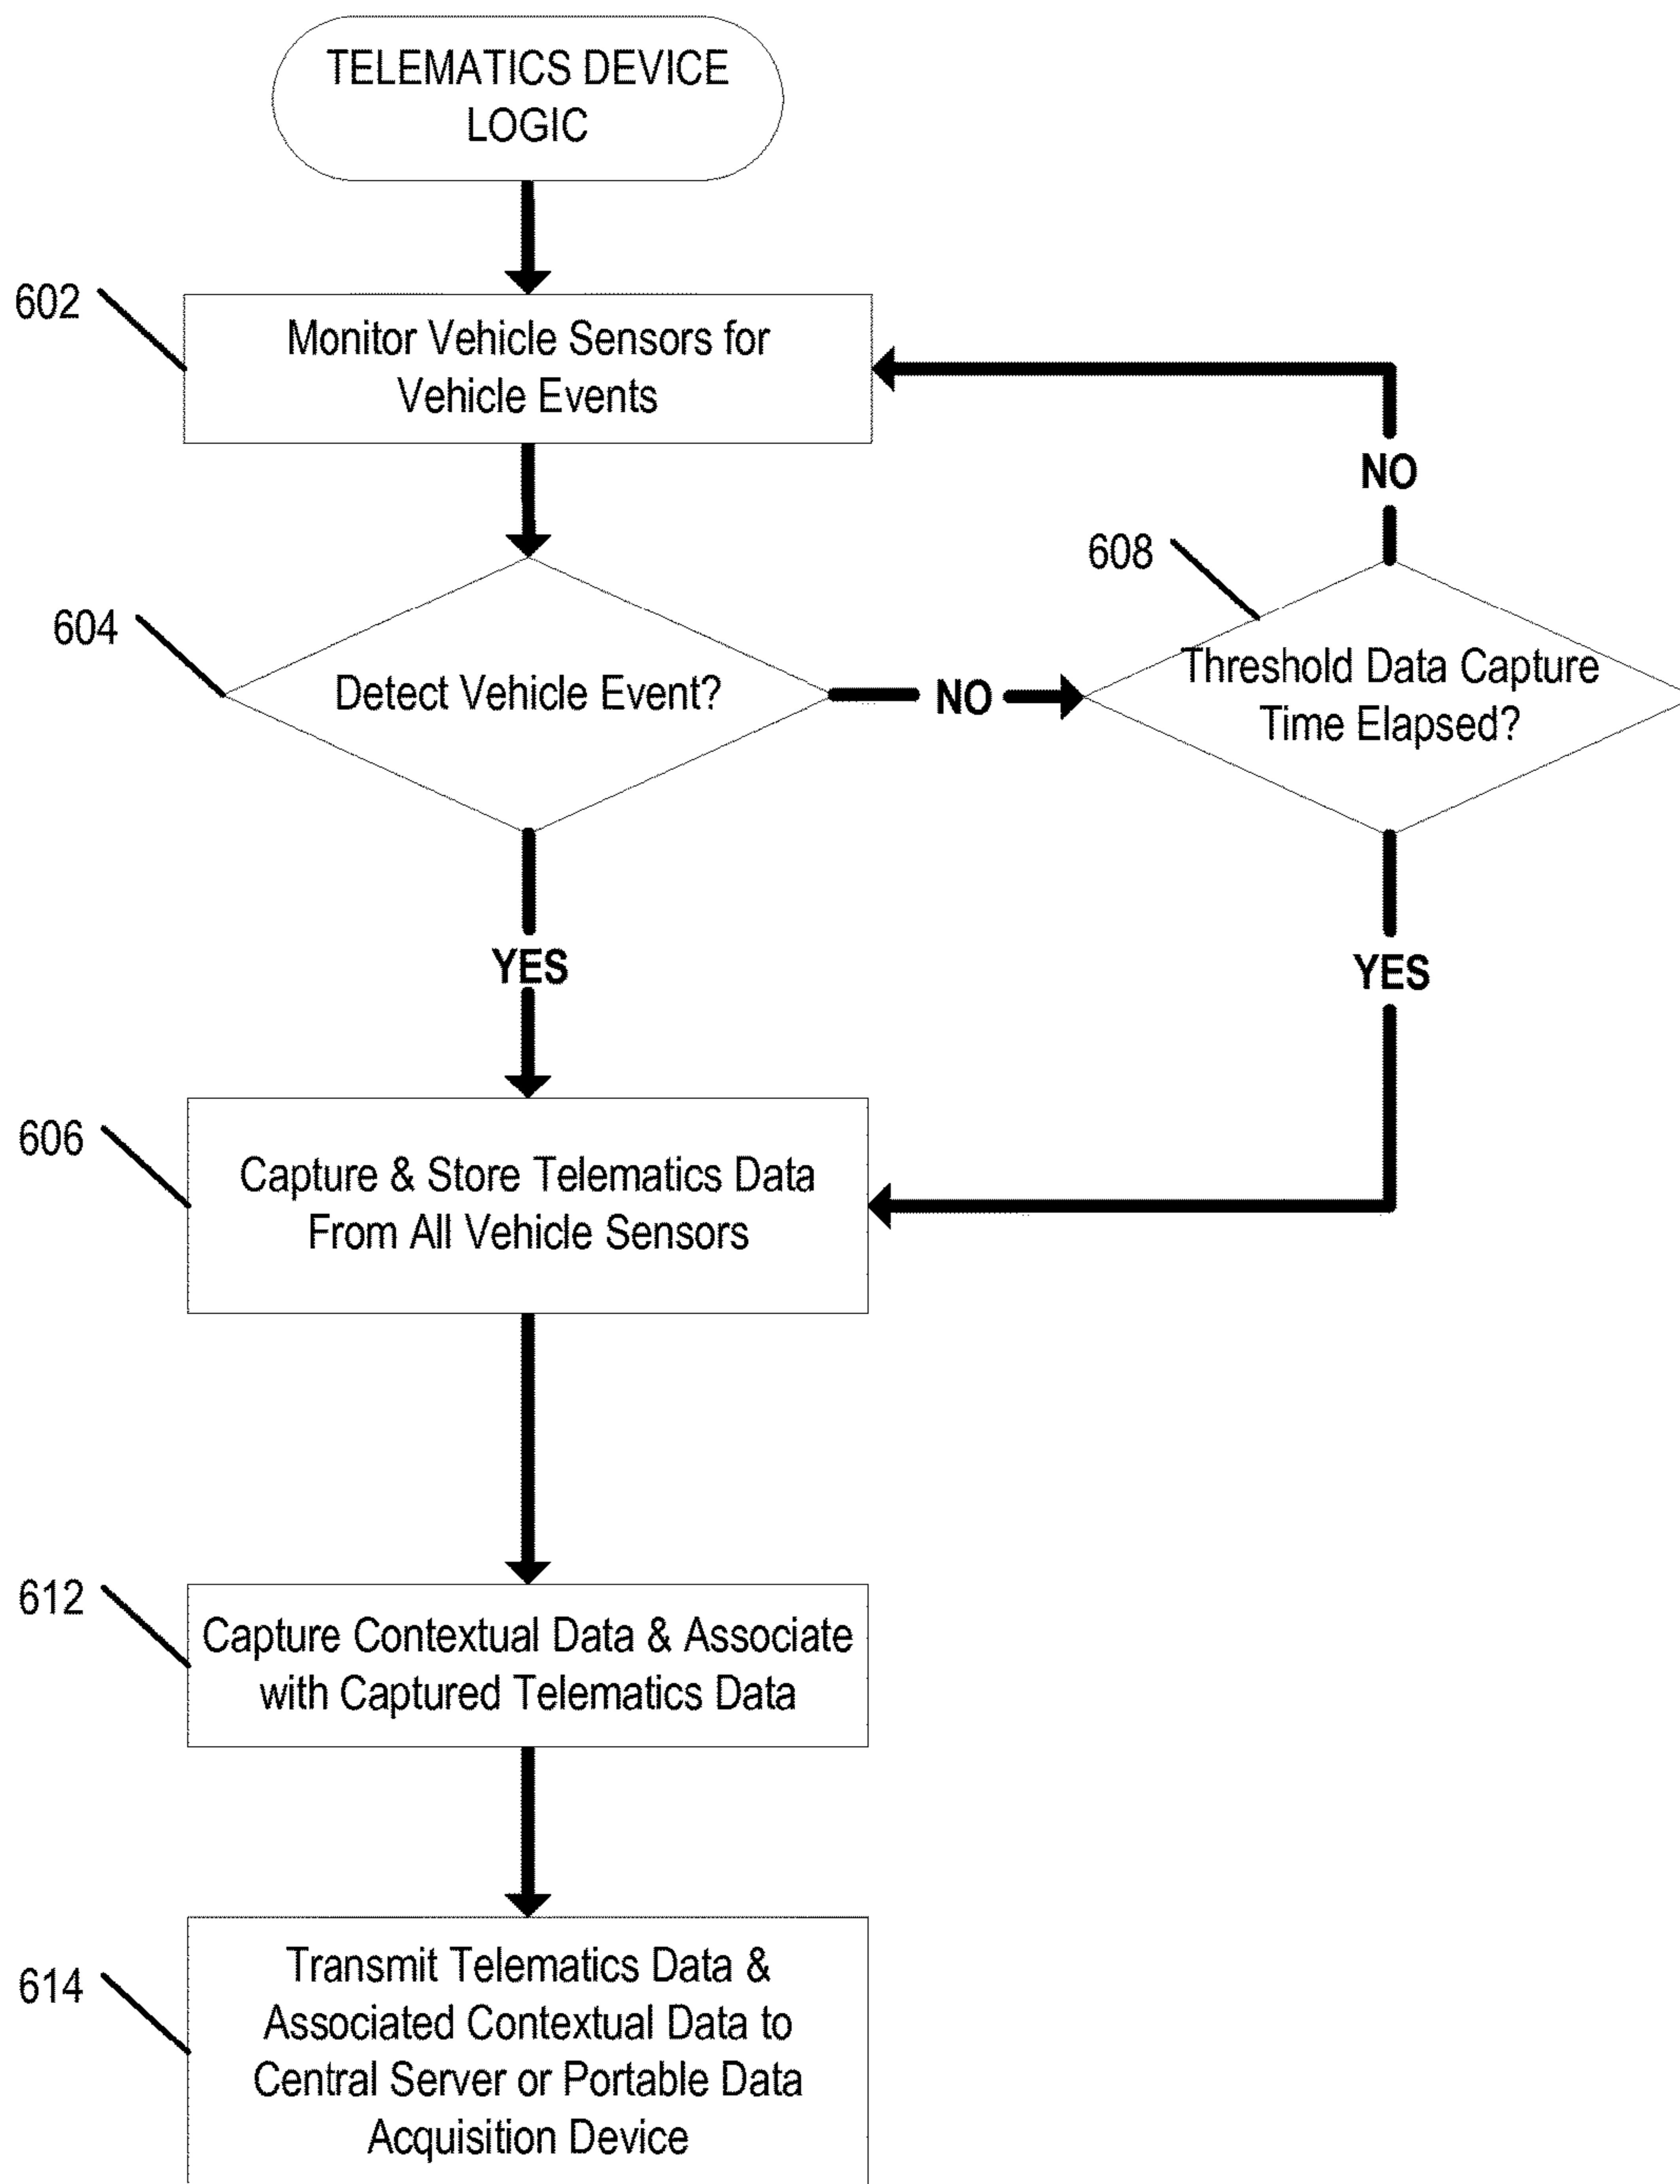 TELEMATICS DEVICE
LOGIC
602
Monitor Vehicle Sensors for
Vehicle Events
NO
608
604
Detect Vehicle Event?
NO
Threshold Data Capture
Time Elapsed?
YES
YES
606
Capture & Store Telematics Data
From All Vehicle Sensors
612
Capture Contextual Data & Associate
with Captured Telematics Data
614
Transmit Telematics Data &
Associated Contextual Data to
Central Server or Portable Data
Acquisition Device